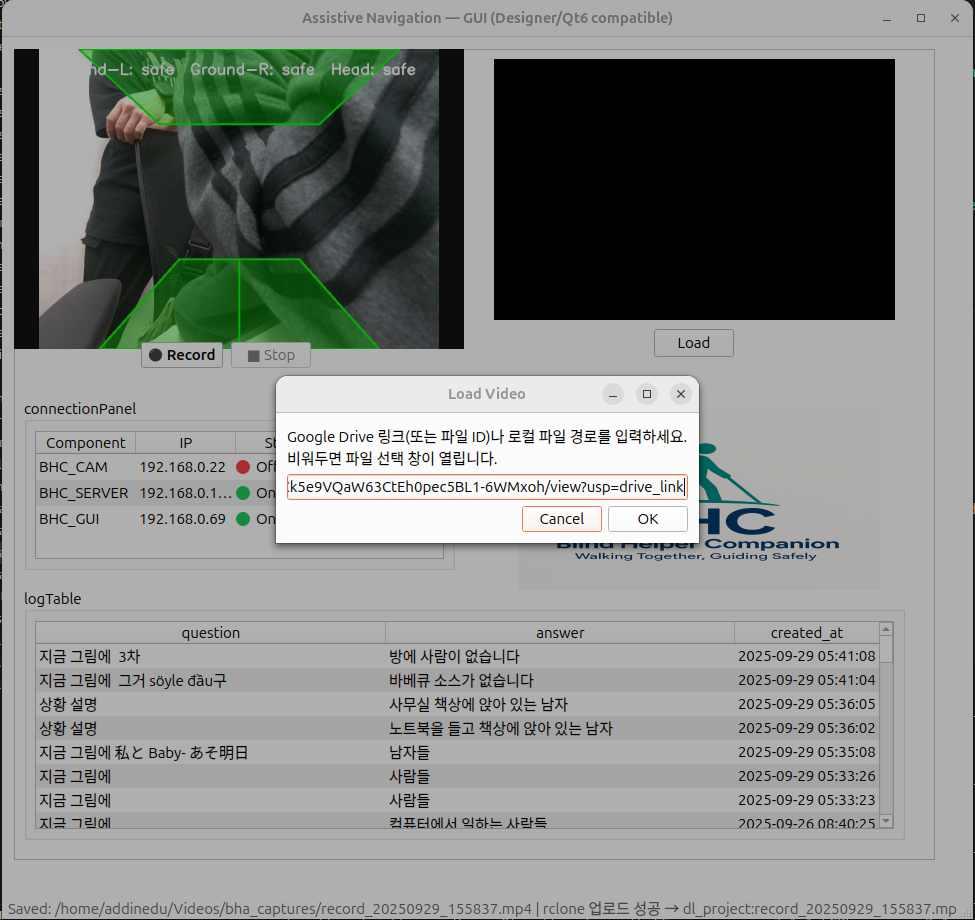 Assistive Navigation — GUI (Designer/Qt6 compatible)
nd-L: safe Ground-R: safe Head: safe
Record Stop
Load
connectionPanel
Component IP St
BHC_CAM 192.168.0.22 Off
BHC_SERVER 192.168.0.1... On
BHC_GUI 192.168.0.69 On
Load Video
Google Drive 링크(또는 파일 ID)나 로컬 파일 경로를 입력하세요.
비워두면 파일 선택 창이 열립니다.
k5e9VQaW63CtEh0pec5BL1-6WMxoh/view?usp=drive_link
Cancel OK
HC
Blind Helper Companion
Walking Together, Guiding Safely
logTable
question answer created_at
지금 그림에 3차 방에 사람이 없습니다 2025-09-29 05:41:08
지금 그림에 그거 söyle đầu구 바베큐 소스가 없습니다 2025-09-29 05:41:04
상황 설명 사무실 책상에 앉아 있는 남자 2025-09-29 05:36:05
상황 설명 노트북을 들고 책상에 앉아 있는 남자 2025-09-29 05:36:02
지금 그림에 私と Baby- あそ明日 남자들 2025-09-29 05:35:08
지금 그림에 사람들 2025-09-29 05:33:26
지금 그림에 사람들 2025-09-29 05:33:23
지금 그림에 컴퓨터에서 일하는 사람들 2025-09-26 08:40:25
Saved: /home/addinedu/Videos/bha_captures/record_20250929_155837.mp4 | rclone 업로드 성공 → dl_project:record_20250929_155837.mp